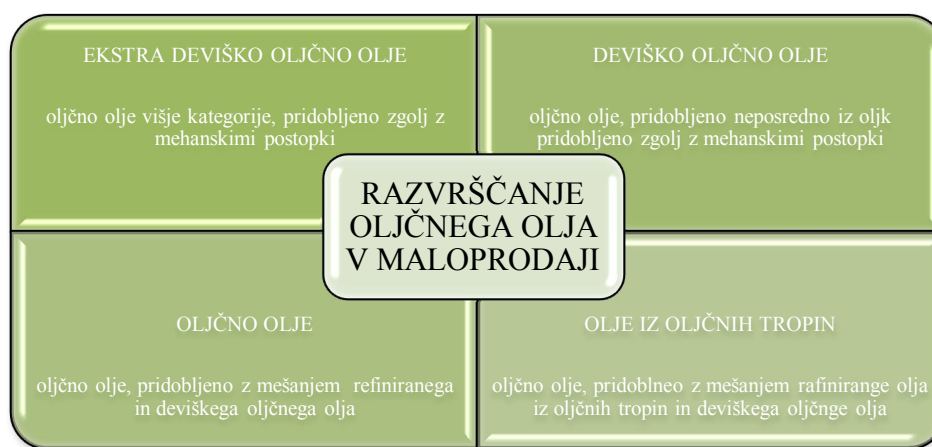 EKSTRA DEVIŠKO OLJČNO OLJE
oljčno olje višje kategorije, pridobljeno zgolj z
mehanskimi postopki
DEVIŠKO OLJČNO OLJE
oljčno olje, pridobljeno neposredno iz oljk
pridobljeno zgolj z mehanskimi postopki
RAZVRŠČANJE
OLJČNEGA OLJA
V MALOPRODAJI
OLJČNO OLJE
oljčno olje, pridobljeno z mešanjem refiniranega
in deviškega oljčnega olja
OLJE IZ OLJČNIH TROPIN
oljčno olje, pridoblneo z mešanjem rafinirange olja
iz oljčnih tropin in deviškega oljčnge olja